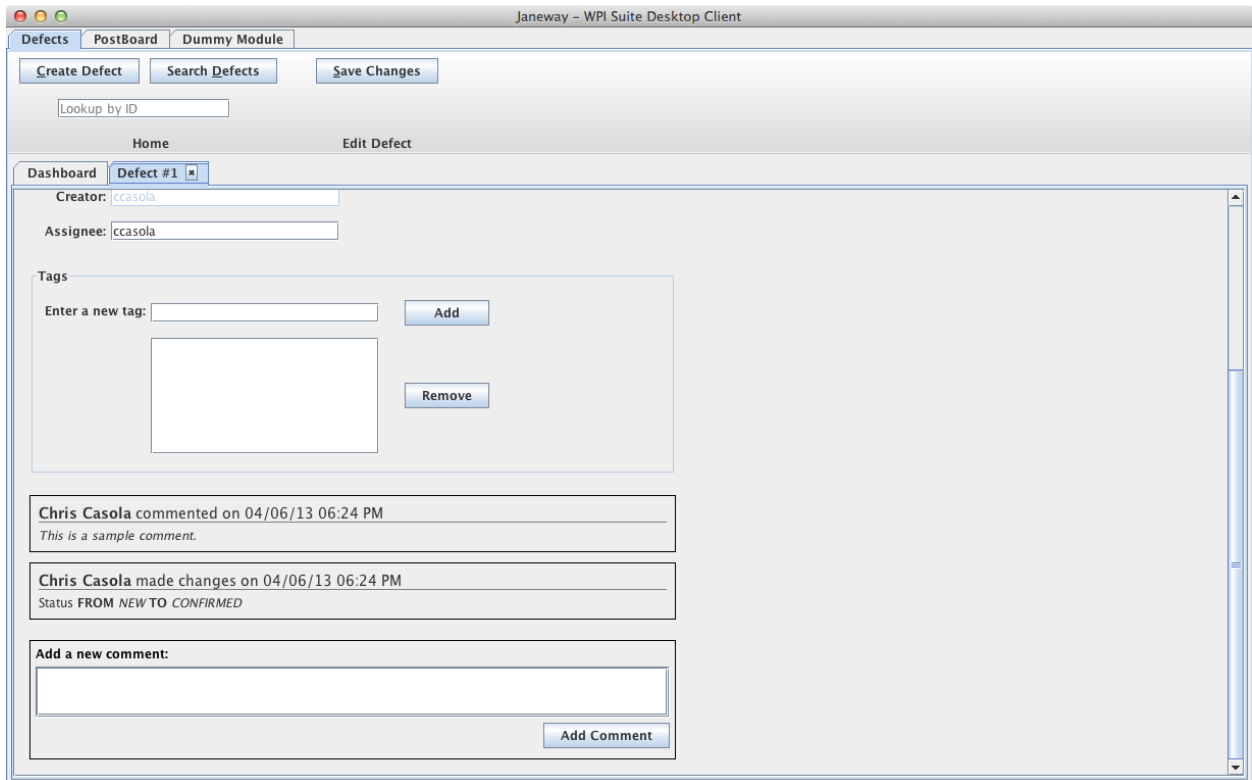 Janeway – WPI Suite Desktop Client
Defects PostBoard Dummy Module
Create Defect Search Defects Save Changes
Lookup by ID
Home Edit Defect
Dashboard Defect #1
Creator: ccasola
Assignee: ccasola
Tags
Enter a new tag: Add
Remove
Chris Casola commented on 04/06/13 06:24 PM
This is a sample comment.
Chris Casola made changes on 04/06/13 06:24 PM
Status FROM NEW TO CONFIRMED
Add a new comment:
Add Comment